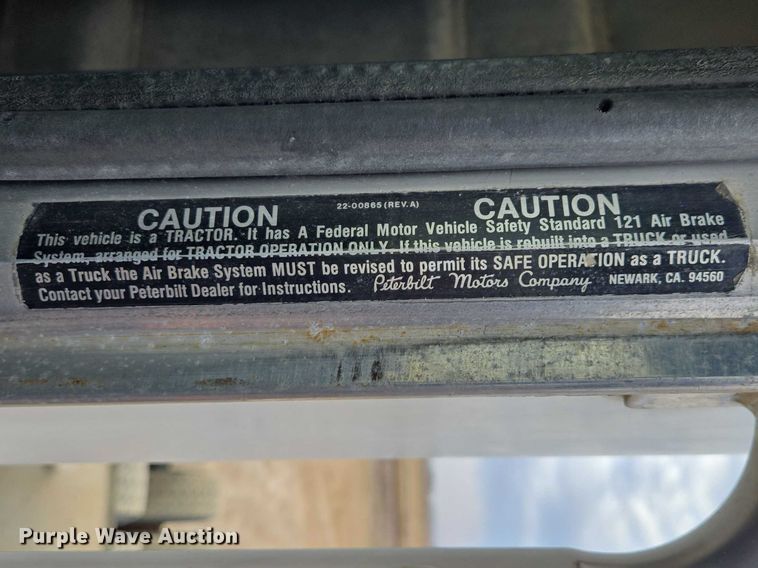 22-00865 (REV. A)
CAUTION CAUTION
This vehicle is a TRACTOR. It has A Federal Motor Vehicle Safety Standard 121 Air Brake
System, arranged for TRACTOR OPERATION ONLY. If this vehicle is rebuilt into a TRUCK or used
as a Truck the Air Brake System MUST be revised to permit its SAFE OPERATION as a TRUCK.
Contact your Peterbilt Dealer for Instructions. Peterbilt Motors Company NEWARK, CA. 94560
Purple Wave Auction